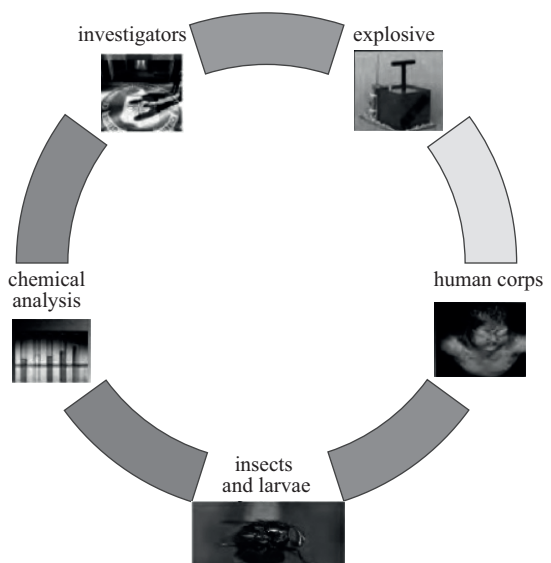 investigators
explosive
chemical
analysis
human corps
insects
and larvae